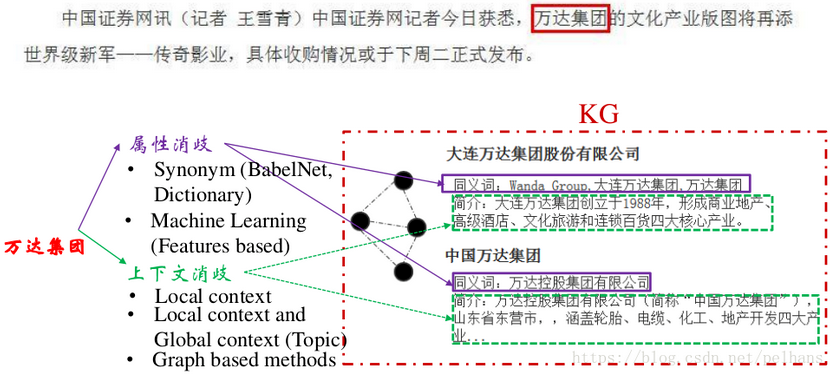 中国证券网讯（记者 王雪青）中国证券网记者今日获悉，万达集团的文化产业版图将再添
世界级新军——传奇影业，具体收购情况或于下周二正式发布。
KG
属性消歧
• Synonym (BabelNet,
Dictionary)
• Machine Learning
(Features based)
万达集团
上下文消歧
• Local context
• Local context and
Global context (Topic)
• Graph based methods
大连万达集团股份有限公司
同义词：Wanda Group,大连万达集团,万达集团
简介：大连万达集团创立于1988年，形成商业地产、
高级酒店、文化旅游和连锁百货四大核心产业。
中国万达集团
同义词：万达控股集团有限公司
简介：万达控股集团有限公司（简称“中国万达集团”），
山东省东营市，，涵盖轮胎、电缆、化工、地产开发四大产
业...
https://blog.csdn.net/pelhans